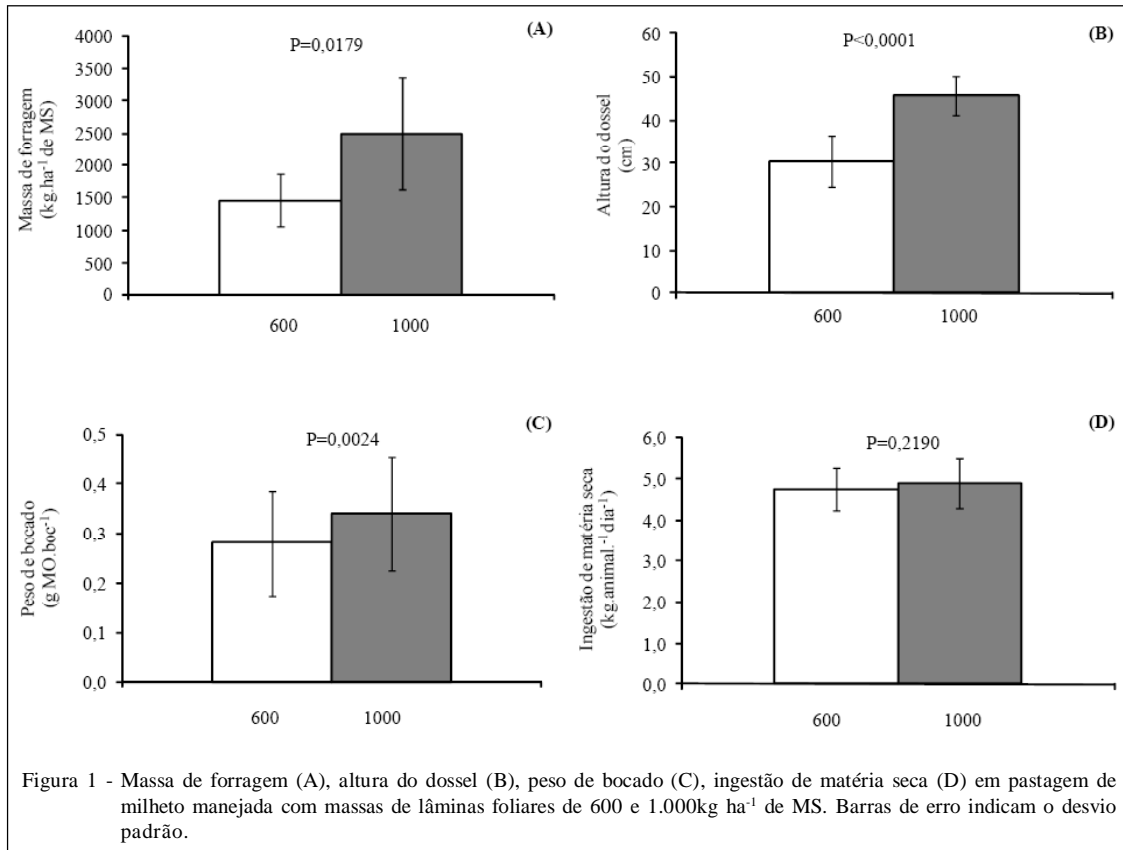 (A)
P=0,0179
Massa de forragem
(kg.ha⁻¹ de MS)
4000
3500
3000
2500
2000
1500
1000
500
0
600
1000
(B)
P<0,0001
Altura do dossel
(cm)
60
50
40
30
20
10
0
600
1000
(C)
P=0,0024
Peso de bocado
(g MO.boc⁻¹)
0,5
0,4
0,3
0,2
0,1
0,0
600
1000
(D)
P=0,2190
Ingestão de matéria seca
(kg.animal.⁻¹dia⁻¹)
6,0
5,0
4,0
3,0
2,0
1,0
0,0
600
1000
Figura 1 - Massa de forragem (A), altura do dossel (B), peso de bocado (C), ingestão de matéria seca (D) em pastagem de
milheto manejada com massas de lâminas foliares de 600 e 1.000kg ha⁻¹ de MS. Barras de erro indicam o desvio
padrão.